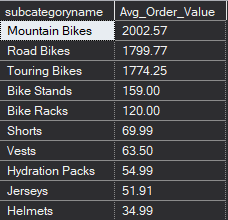 subcategoryname Avg_Order_Value
Mountain Bikes 2002.57
Road Bikes 1799.77
Touring Bikes 1774.25
Bike Stands 159.00
Bike Racks 120.00
Shorts 69.99
Vests 63.50
Hydration Packs 54.99
Jerseys 51.91
Helmets 34.99